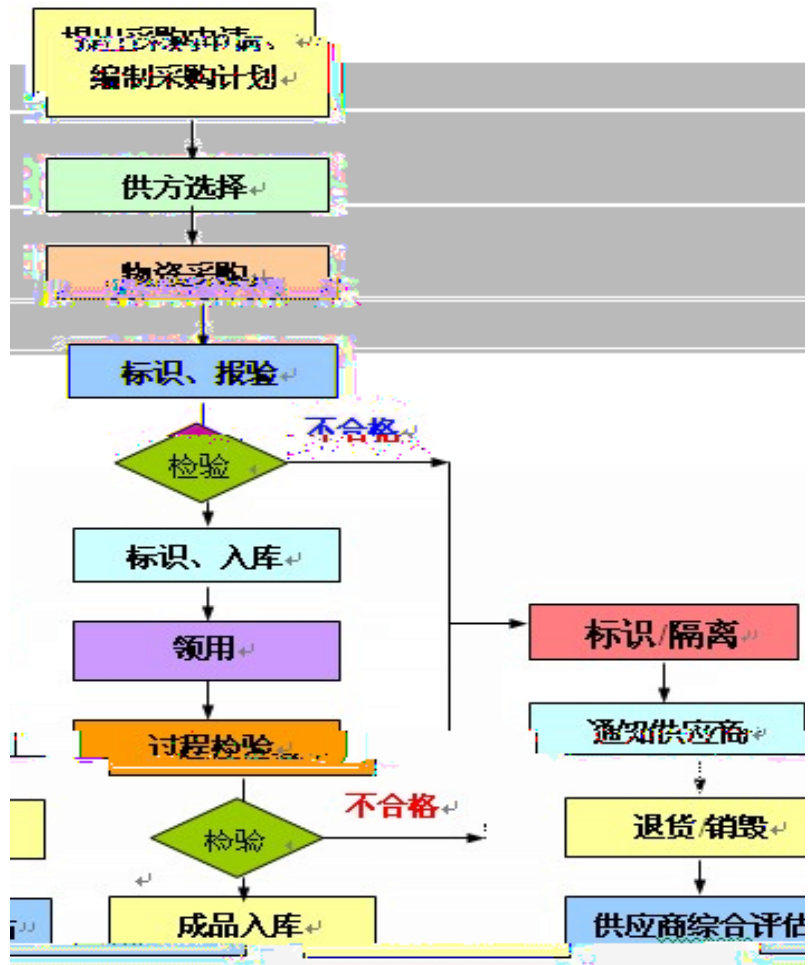 提出采购申请、
编制采购计划
供方选择
物资采购
标识、报验
不合格
检验
标识、入库
领用
标识/隔离
过程检验
通知供应商
不合格
检验
退货/销毁
成品入库
供应商综合评估